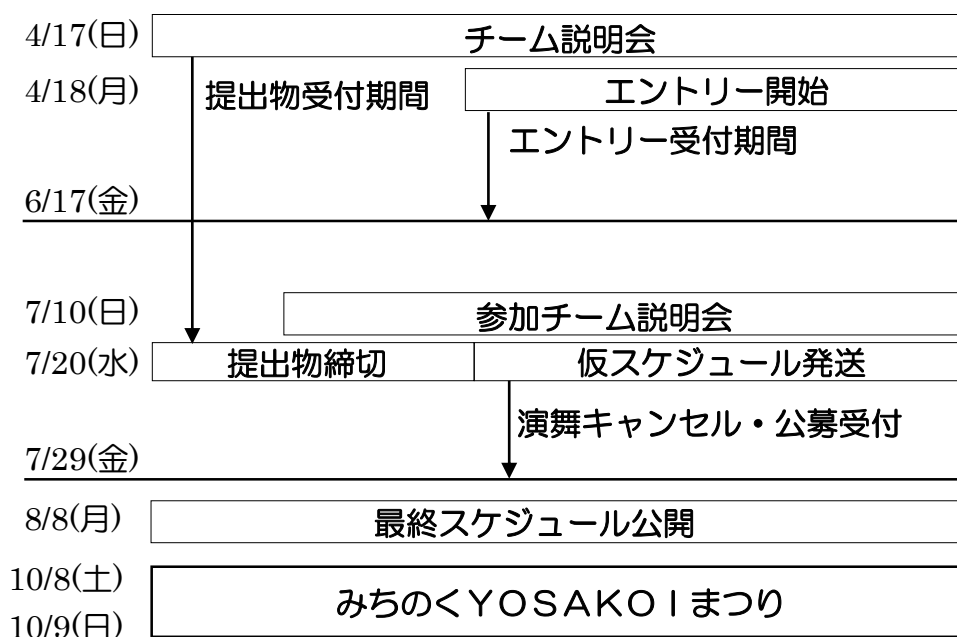 4/17(日) チーム説明会
4/18(月) 提出物受付期間 エントリー開始
エントリー受付期間
6/17(金)
7/10(日) 参加チーム説明会
7/20(水) 提出物締切 仮スケジュール発送
演舞キャンセル・公募受付
7/29(金)
8/8(月) 最終スケジュール公開
10/8(土)
みちのくYOSAKOIまつり
10/9(日)